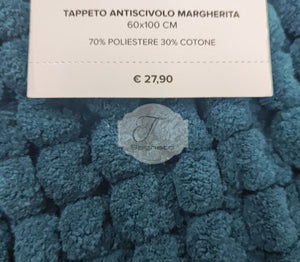 TAPPETO ANTISCIVOLO MARGHERITA
60x100 CM
70% POLIESTERE 30% COTONE
€ 27,90